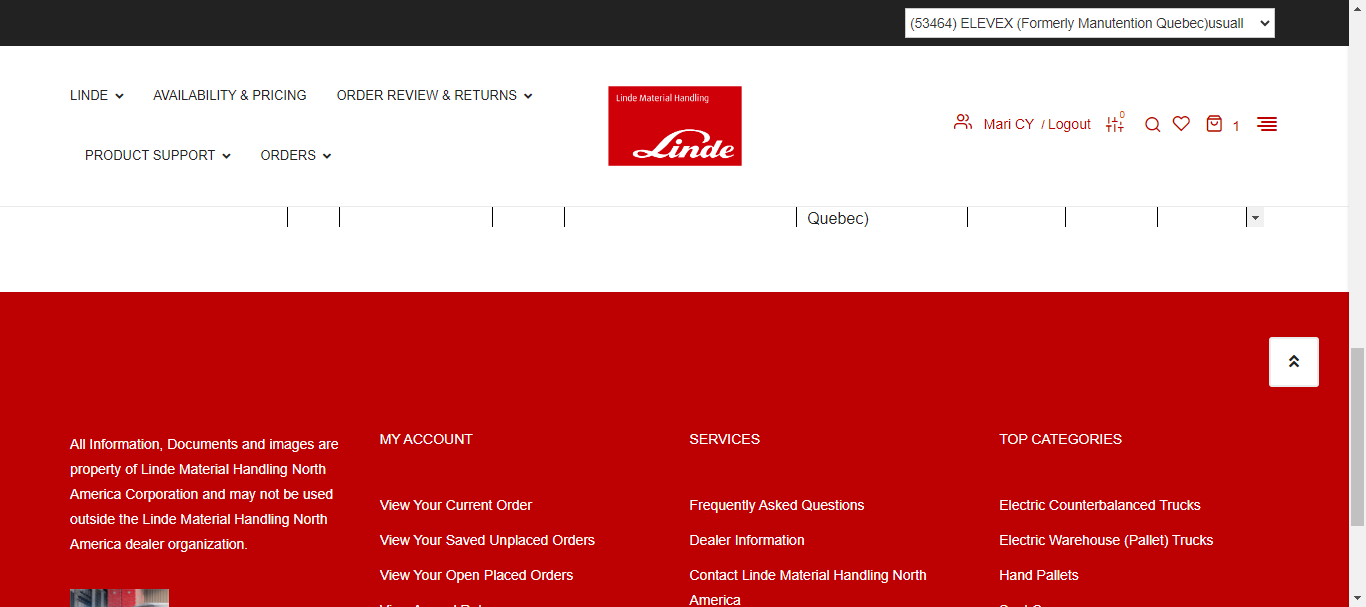 (53464) ELEVEX (Formerly Manutention Quebec)usuall
LINDE
AVAILABILITY & PRICING
ORDER REVIEW & RETURNS
PRODUCT SUPPORT
ORDERS
Linde Material Handling
Linde
Mari CY / Logout
0
1
Quebec)
All Information, Documents and images are
property of Linde Material Handling North
America Corporation and may not be used
outside the Linde Material Handling North
America dealer organization.
MY ACCOUNT
View Your Current Order
View Your Saved Unplaced Orders
View Your Open Placed Orders
SERVICES
Frequently Asked Questions
Dealer Information
Contact Linde Material Handling North
America
TOP CATEGORIES
Electric Counterbalanced Trucks
Electric Warehouse (Pallet) Trucks
Hand Pallets